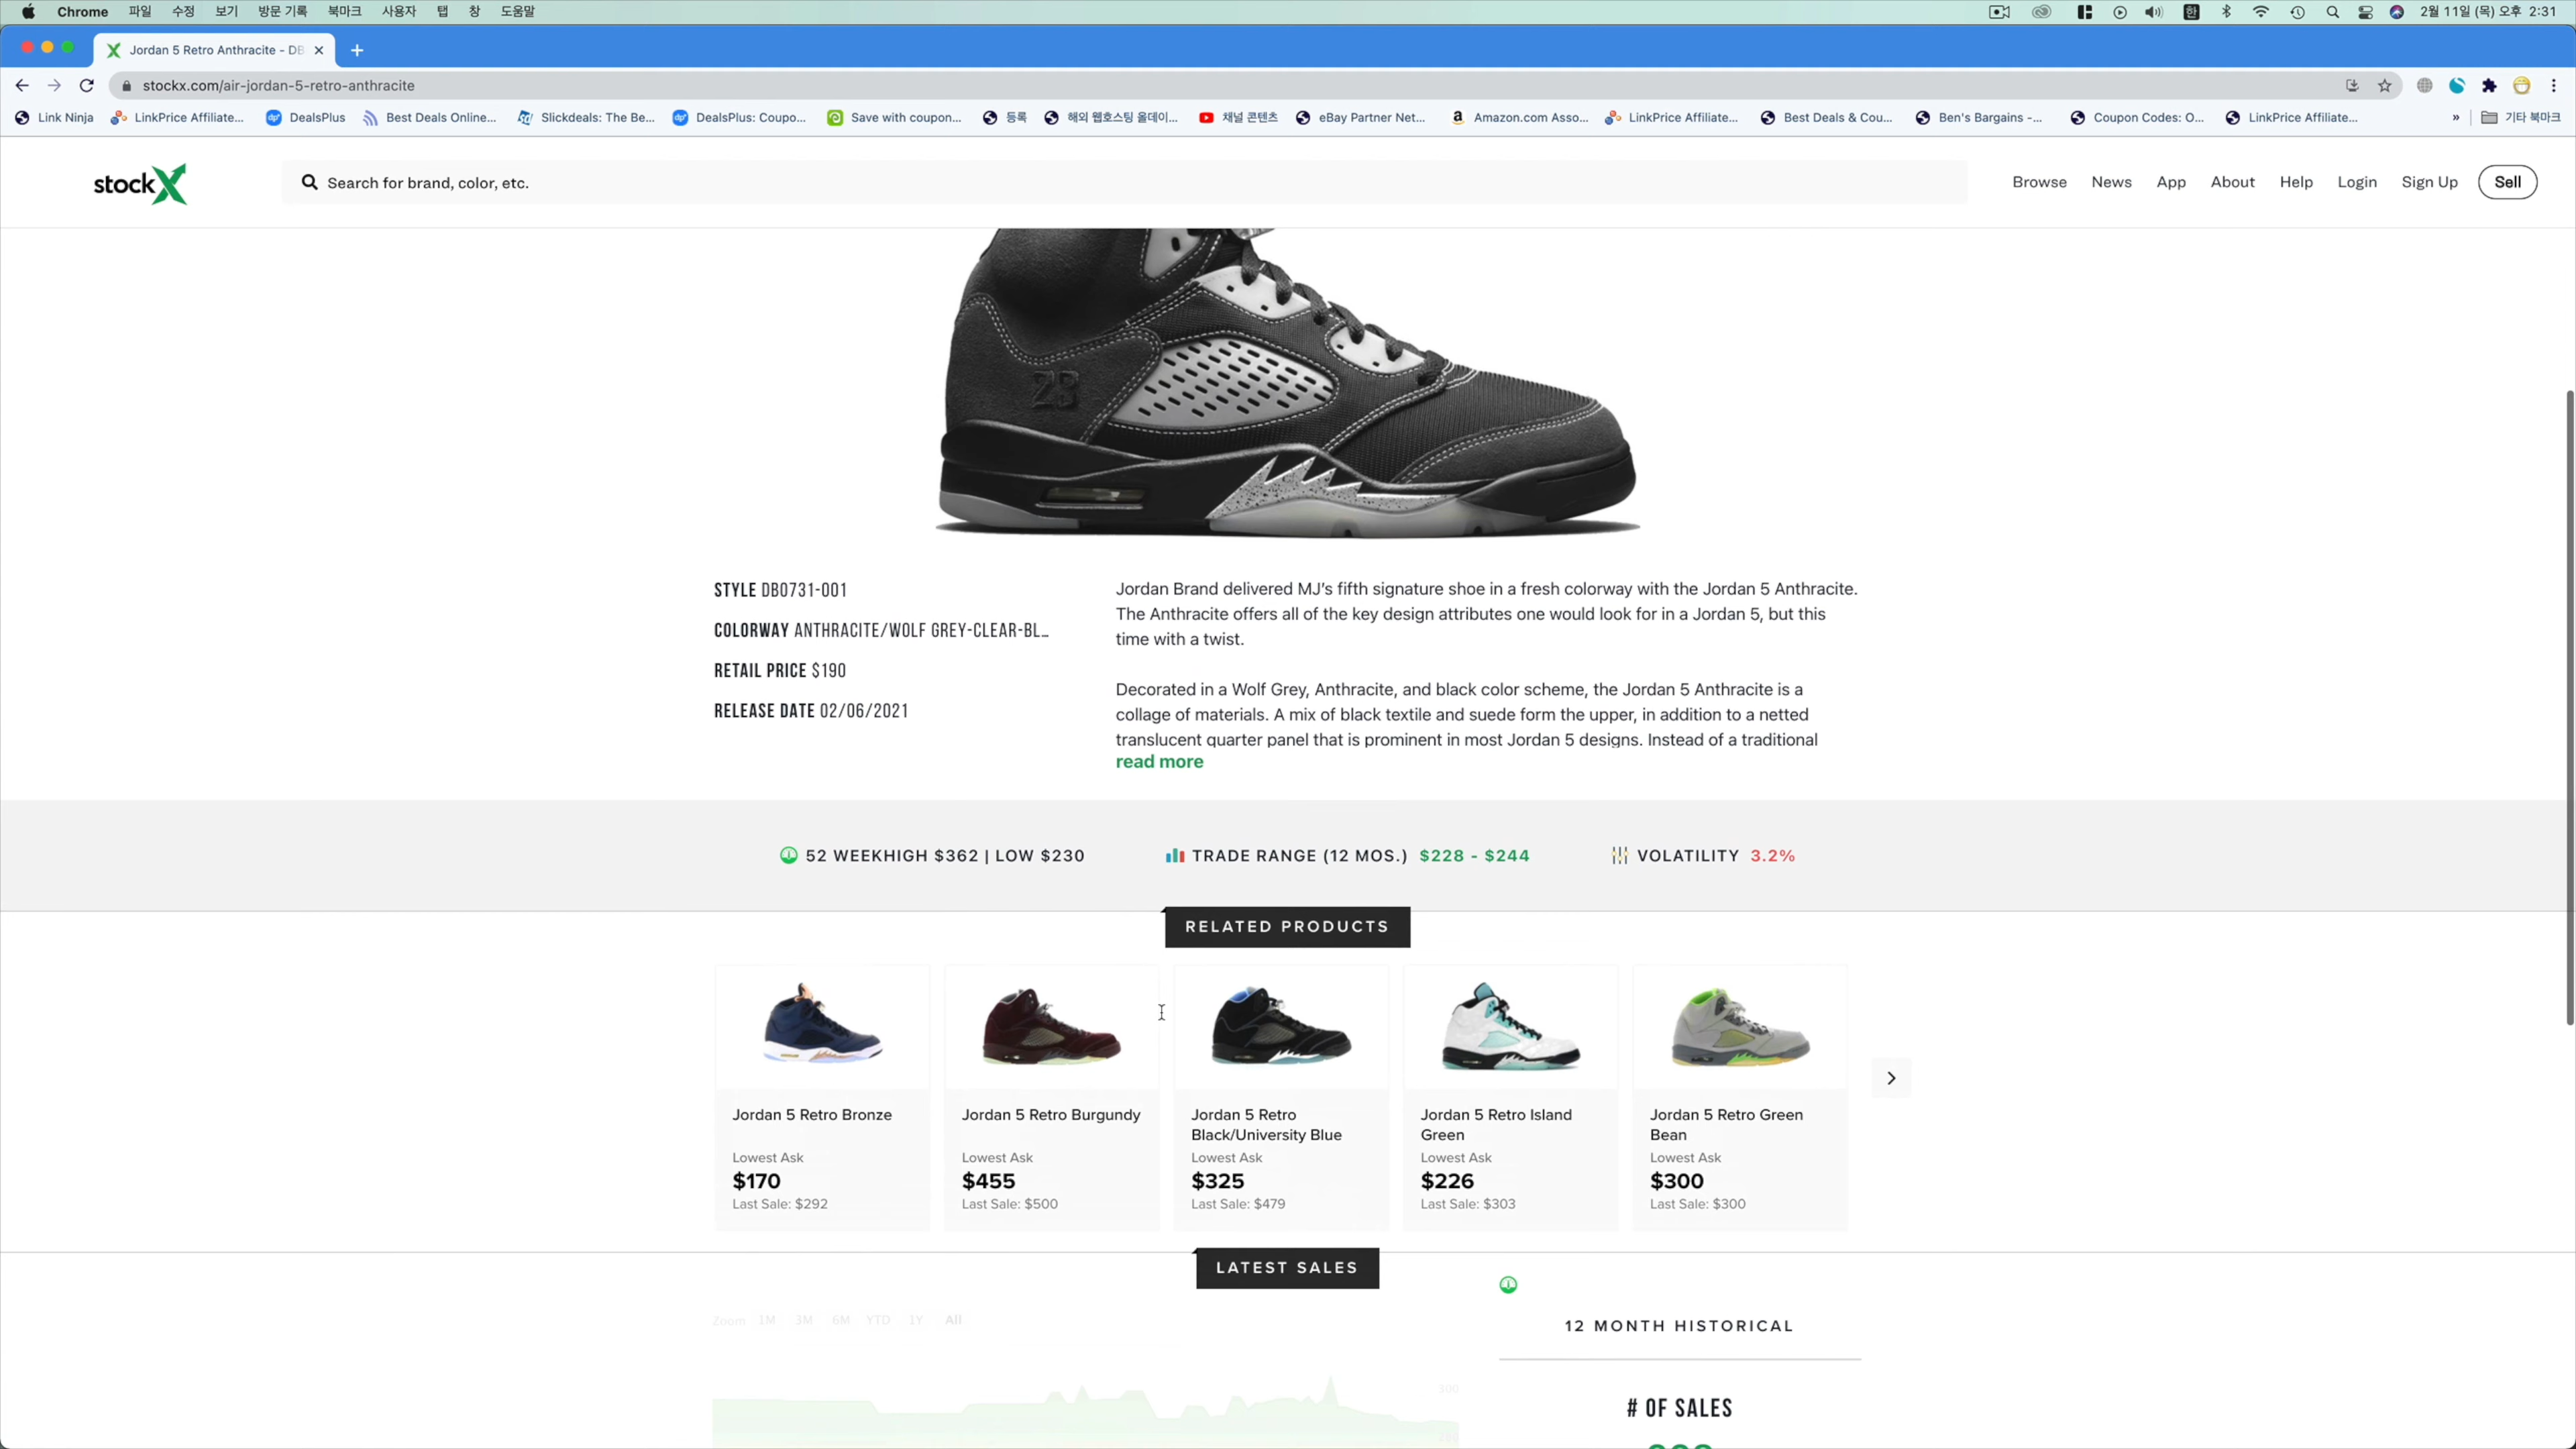 Chrome 파일 수정 보기 방문 기록 북마크 사용자 탭 창 도움말 한 2월 11일 (목) 오후 2:31
Jordan 5 Retro Anthracite - DB
stockx.com/air-jordan-5-retro-anthracite
Link Ninja LinkPrice Affiliate... DealsPlus Best Deals Online... Slickdeals: The Be... DealsPlus: Coupo... Save with coupon... 등록 해외 웹호스팅 올데이... 채널 콘텐츠 eBay Partner Net... Amazon.com Asso... LinkPrice Affiliate... Best Deals & Cou... Ben's Bargains -... Coupon Codes: O... LinkPrice Affiliate... » 기타 북마크
stockX Search for brand, color, etc. Browse News App About Help Login Sign Up Sell
23
STYLE DB0731-001
COLORWAY ANTHRACITE/WOLF GREY-CLEAR-BL...
RETAIL PRICE $190
RELEASE DATE 02/06/2021
Jordan Brand delivered MJ's fifth signature shoe in a fresh colorway with the Jordan 5 Anthracite.
The Anthracite offers all of the key design attributes one would look for in a Jordan 5, but this
time with a twist.
Decorated in a Wolf Grey, Anthracite, and black color scheme, the Jordan 5 Anthracite is a
collage of materials. A mix of black textile and suede form the upper, in addition to a netted
translucent quarter panel that is prominent in most Jordan 5 designs. Instead of a traditional
read more
52 WEEKHIGH $362 | LOW $230 TRADE RANGE (12 MOS.) $228 - $244 VOLATILITY 3.2%
RELATED PRODUCTS
Jordan 5 Retro Bronze
Lowest Ask
$170
Last Sale: $292
Jordan 5 Retro Burgundy
Lowest Ask
$455
Last Sale: $500
Jordan 5 Retro
Black/University Blue
Lowest Ask
$325
Last Sale: $479
Jordan 5 Retro Island
Green
Lowest Ask
$226
Last Sale: $303
Jordan 5 Retro Green
Bean
Lowest Ask
$300
Last Sale: $300
LATEST SALES
Zoom 1M 3M 6M YTD 1Y All
300
12 MONTH HISTORICAL
# OF SALES